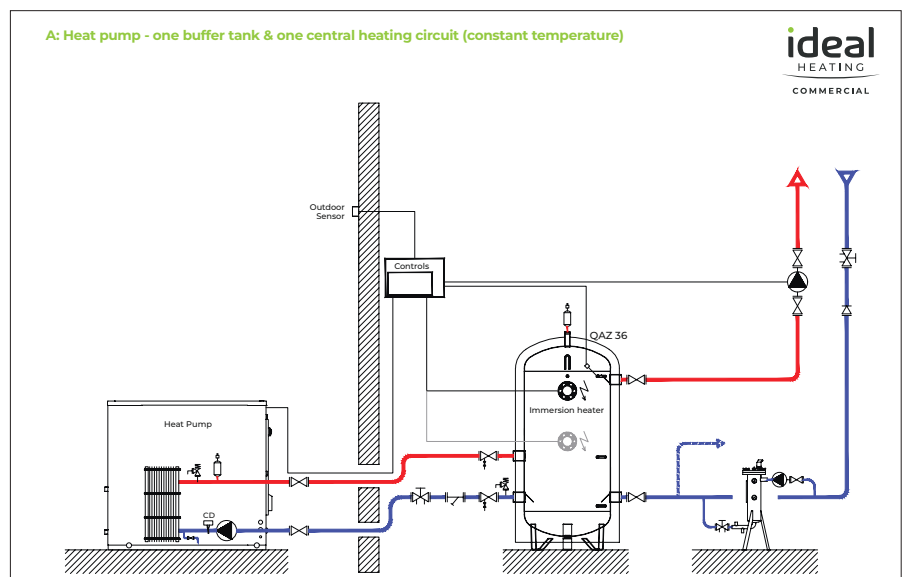 A: Heat pump - one buffer tank & one central heating circuit (constant temperature)
ideal
HEATING
COMMERCIAL
Outdoor
Sensor
Controls
QAZ 36
Immersion heater
Heat Pump
CD